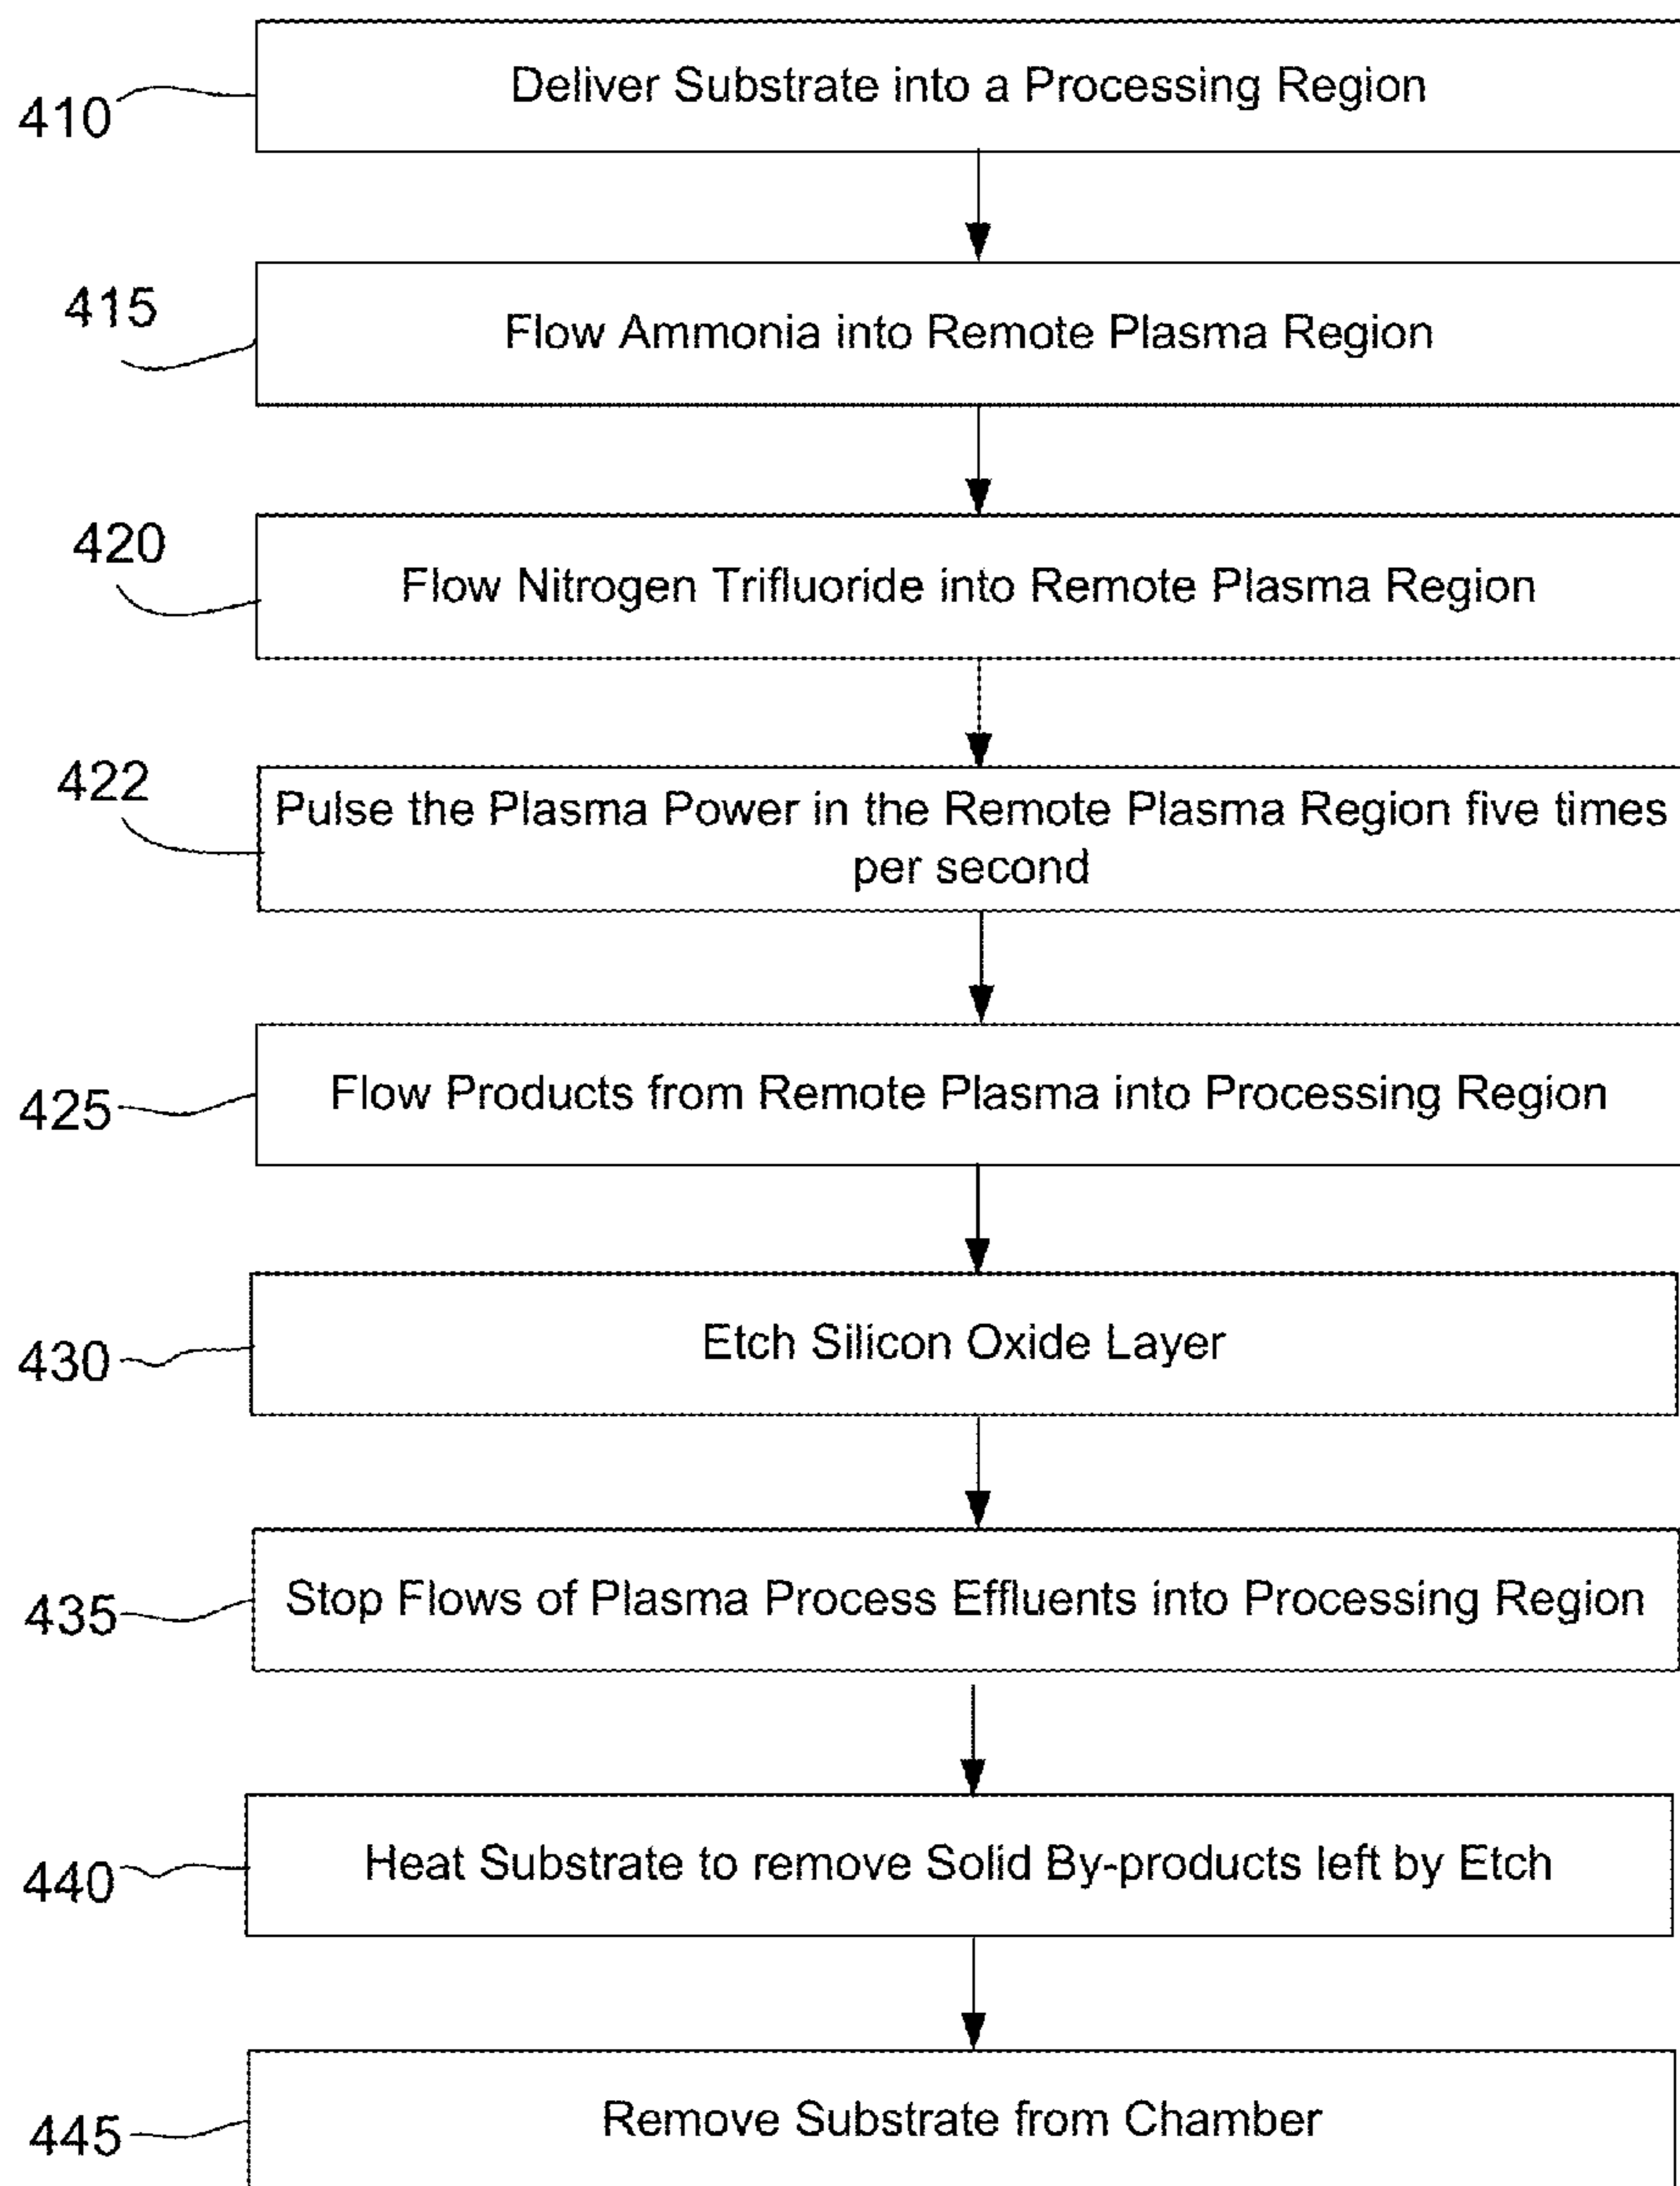 410
Deliver Substrate into a Processing Region
415
Flow Ammonia into Remote Plasma Region
420
Flow Nitrogen Trifluoride into Remote Plasma Region
422
Pulse the Plasma Power in the Remote Plasma Region five times
per second
425
Flow Products from Remote Plasma into Processing Region
430
Etch Silicon Oxide Layer
435
Stop Flows of Plasma Process Effluents into Processing Region
440
Heat Substrate to remove Solid By-products left by Etch
445
Remove Substrate from Chamber